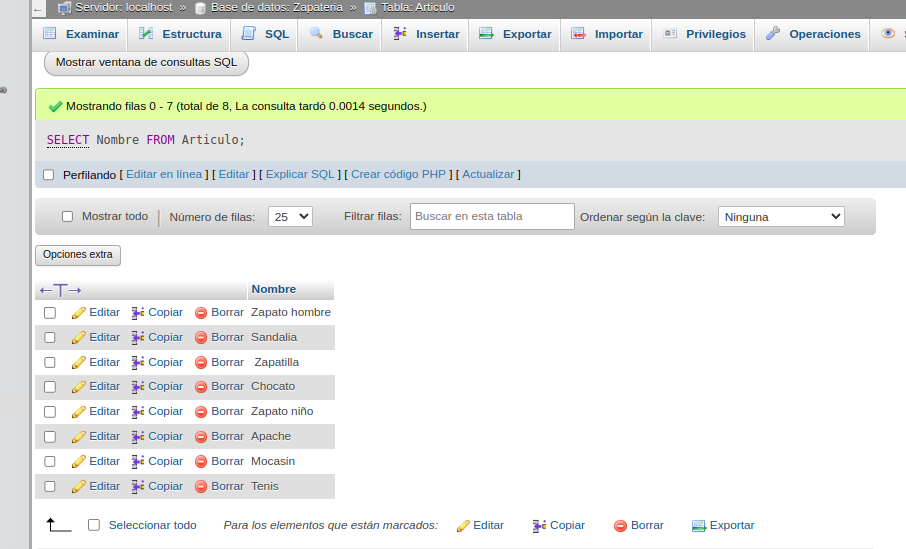 Servidor: localhost » Base de datos: Zapateria » Tabla: Articulo
Examinar Estructura SQL Buscar Insertar Exportar Importar Privilegios Operaciones
Mostrar ventana de consultas SQL
Mostrando filas 0 - 7 (total de 8, La consulta tardó 0.0014 segundos.)
SELECT Nombre FROM Articulo;
Perfilando [ Editar en línea ] [ Editar ] [ Explicar SQL ] [ Crear código PHP ] [ Actualizar ]
Mostrar todo | Número de filas: 25 Filtrar filas: Buscar en esta tabla Ordenar según la clave: Ninguna
Opciones extra
←T→ Nombre
Editar Copiar Borrar Zapato hombre
Editar Copiar Borrar Sandalia
Editar Copiar Borrar Zapatilla
Editar Copiar Borrar Chocato
Editar Copiar Borrar Zapato niño
Editar Copiar Borrar Apache
Editar Copiar Borrar Mocasin
Editar Copiar Borrar Tenis
Seleccionar todo Para los elementos que están marcados: Editar Copiar Borrar Exportar